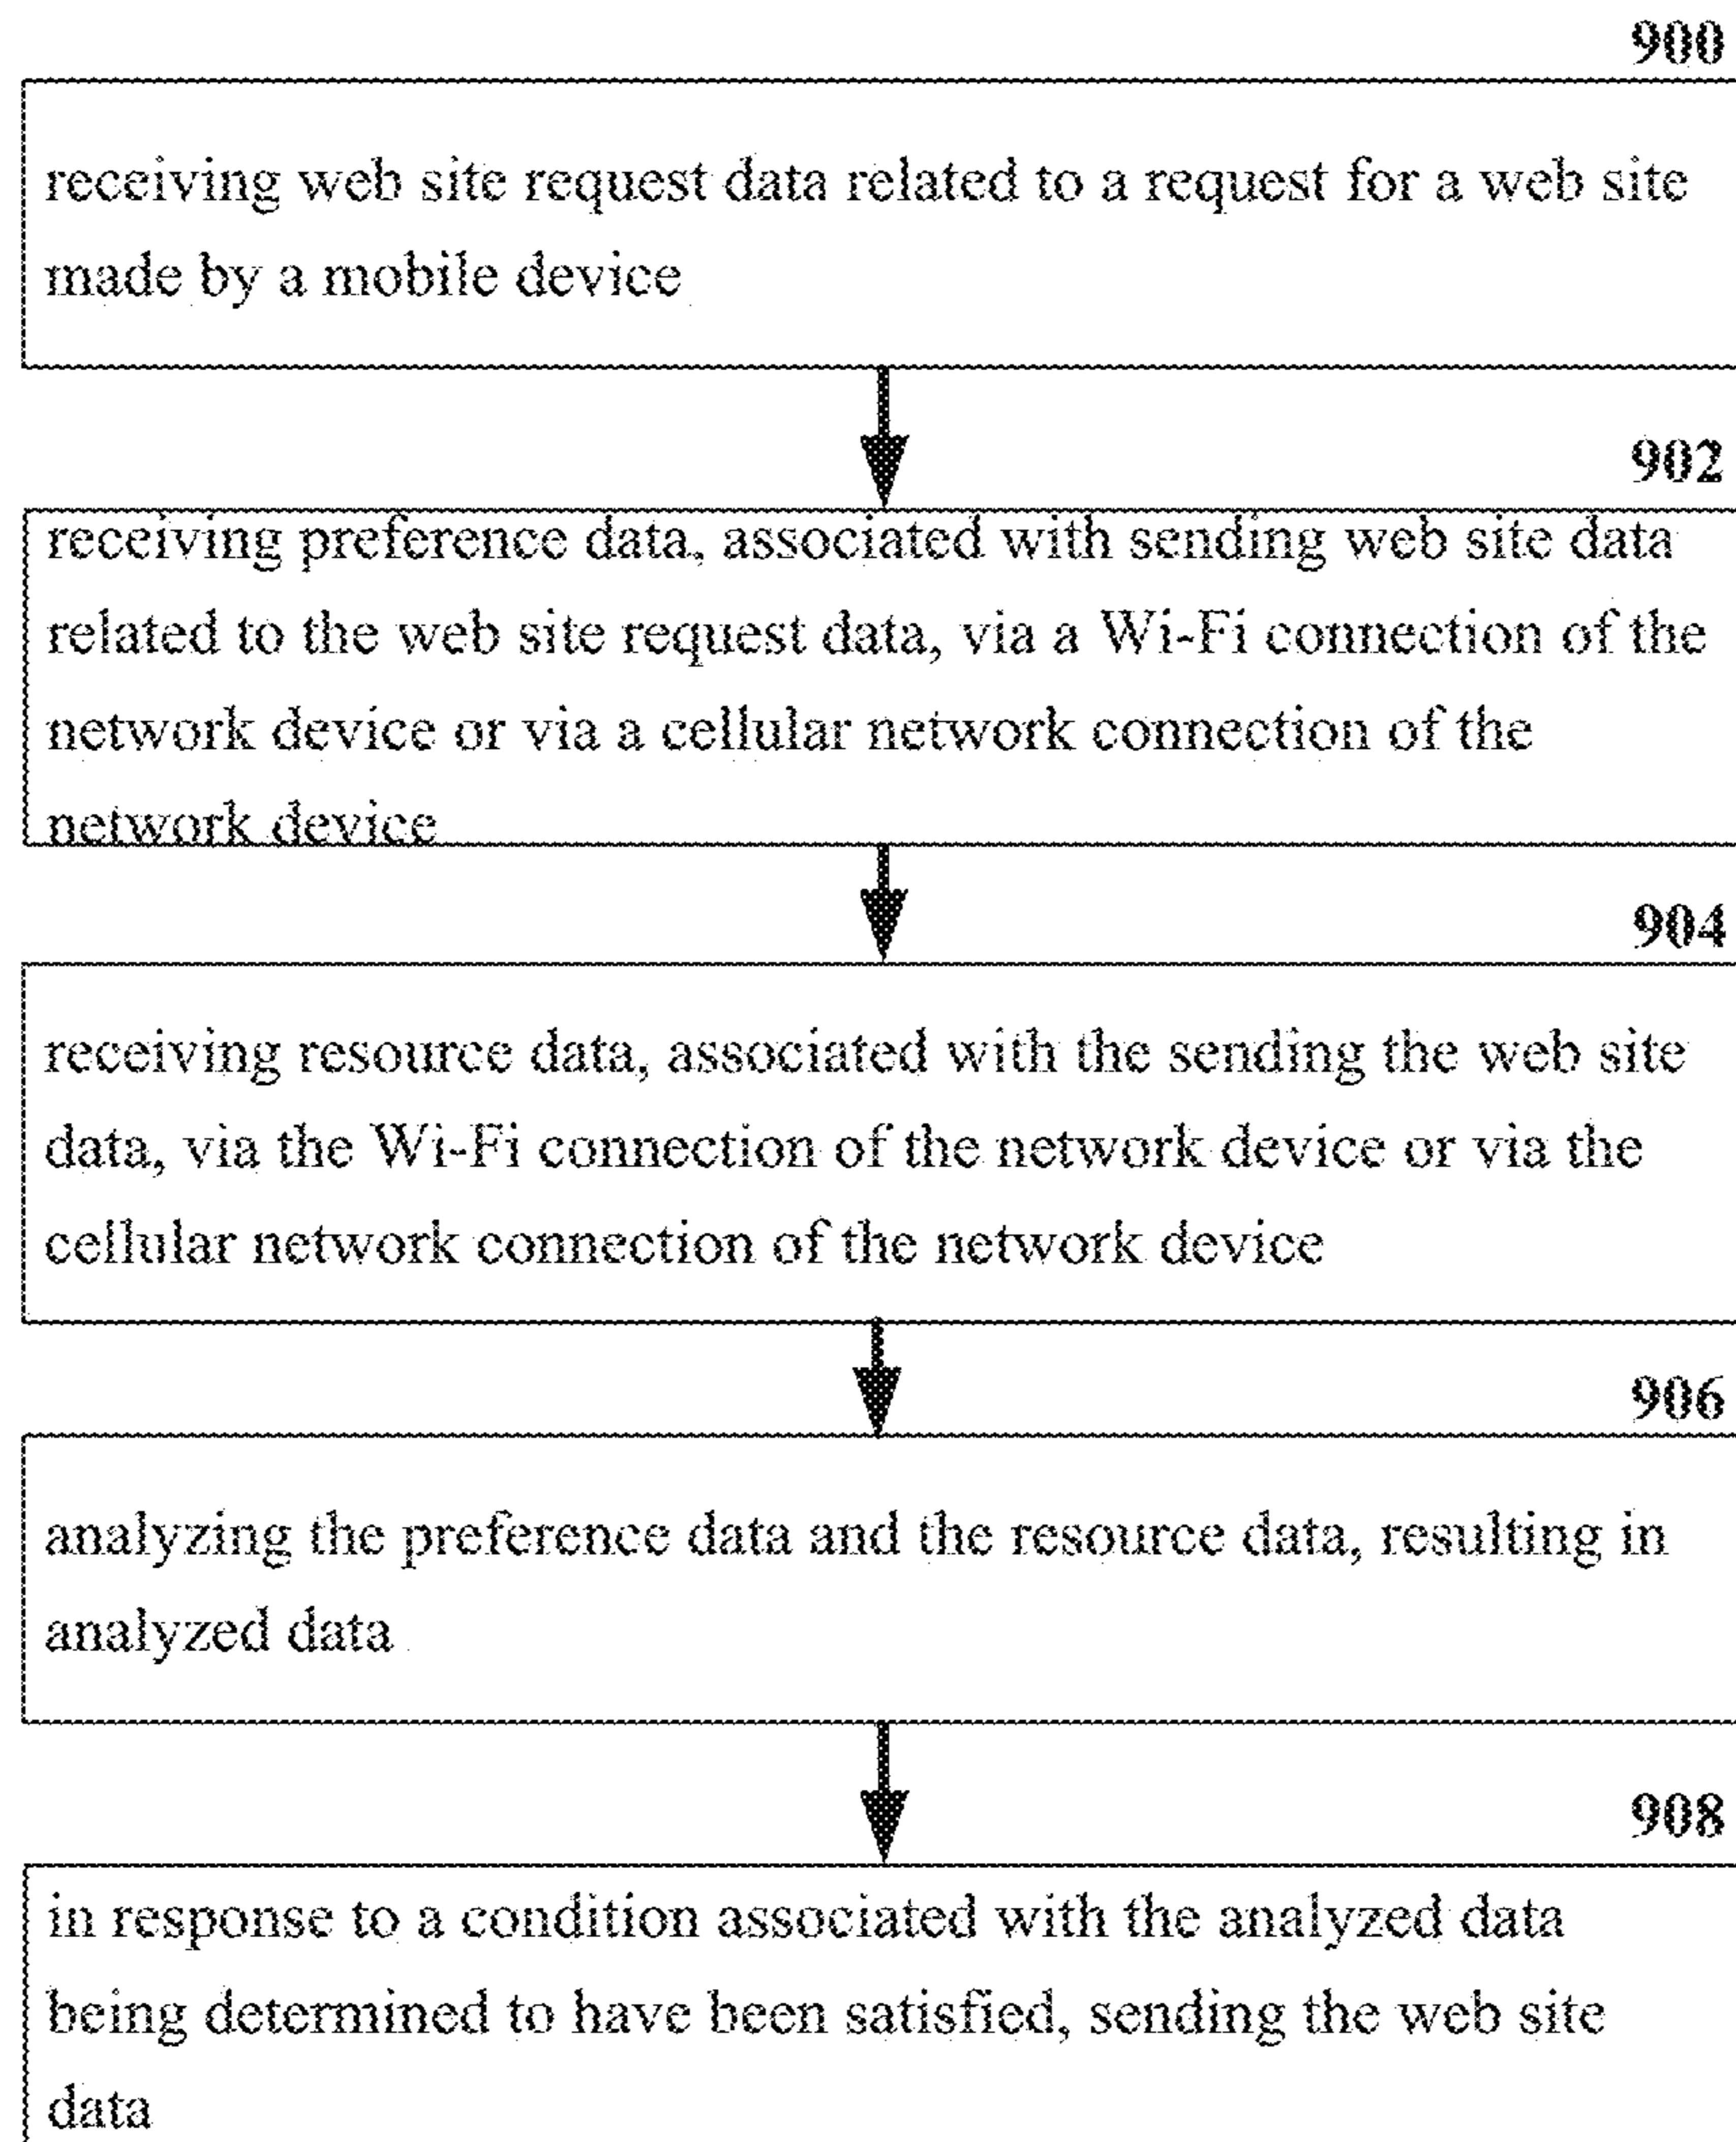 900
receiving web site request data related to a request for a web site
made by a mobile device
902
receiving preference data, associated with sending web site data
related to the web site request data, via a Wi-Fi connection of the
network device or via a cellular network connection of the
network device
904
receiving resource data, associated with the sending the web site
data, via the Wi-Fi connection of the network device or via the
cellular network connection of the network device
906
analyzing the preference data and the resource data, resulting in
analyzed data
908
in response to a condition associated with the analyzed data
being determined to have been satisfied, sending the web site
data